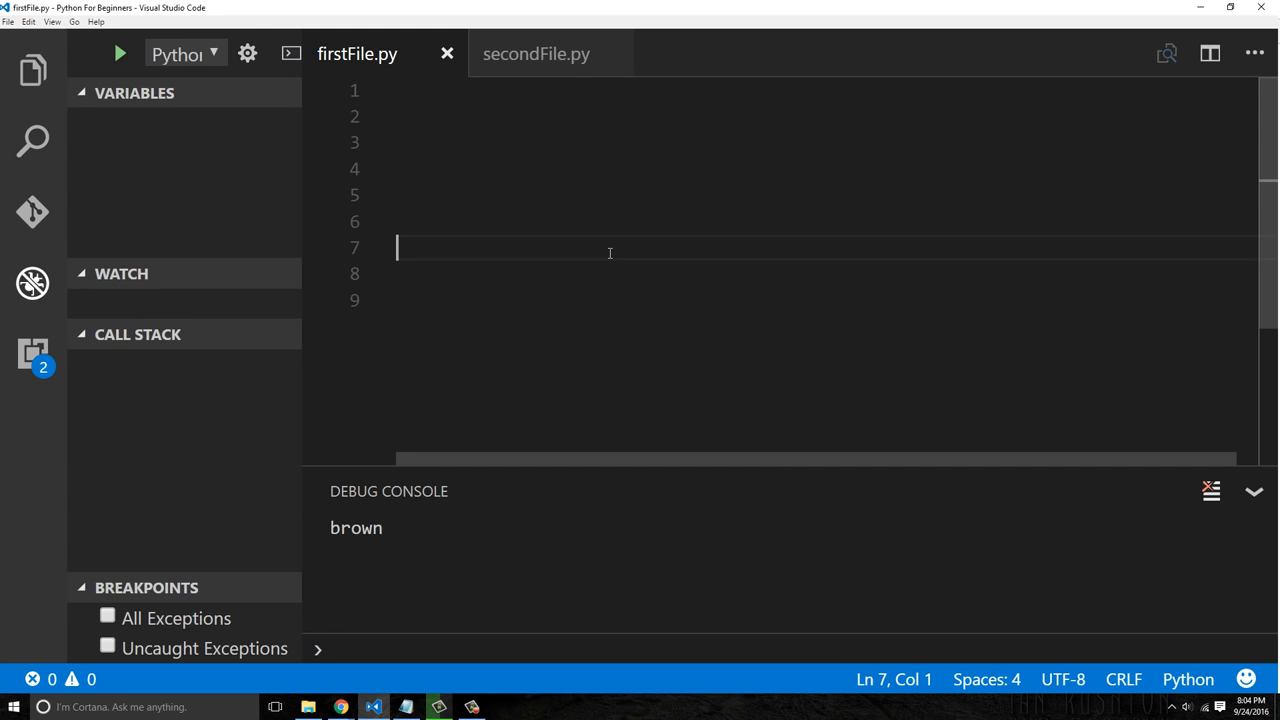 firstFile.py - Python For Beginners - Visual Studio Code
File Edit View Go Help
Python
firstFile.py
secondFile.py
VARIABLES
WATCH
CALL STACK
BREAKPOINTS
All Exceptions
Uncaught Exceptions
1
2
3
4
5
6
7
8
9
DEBUG CONSOLE
brown
2
0 0
Ln 7, Col 1 Spaces: 4 UTF-8 CRLF Python
I'm Cortana. Ask me anything.
8:04 PM
9/24/2016